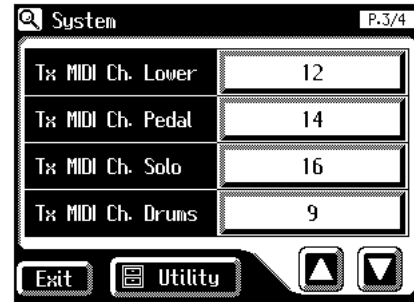 System P.3/4
Tx MIDI Ch. Lower 12
Tx MIDI Ch. Pedal 14
Tx MIDI Ch. Solo 16
Tx MIDI Ch. Drums 9
Exit Utility